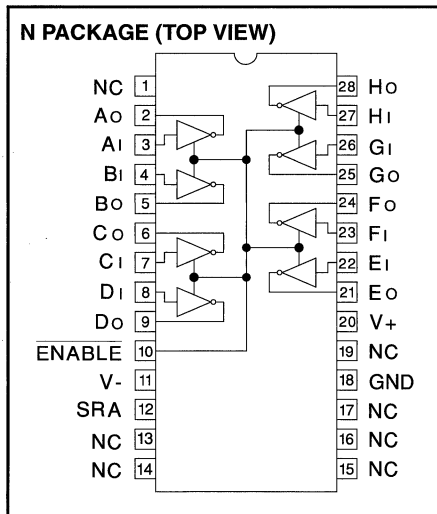 N PACKAGE (TOP VIEW)
NC 1
AO 2
AI 3
BI 4
BO 5
CO 6
CI 7
DI 8
DO 9
ENABLE 10
V- 11
SRA 12
NC 13
NC 14
28 HO
27 HI
26 GI
25 GO
24 FO
23 FI
22 EI
21 EO
20 V+
19 NC
18 GND
17 NC
16 NC
15 NC